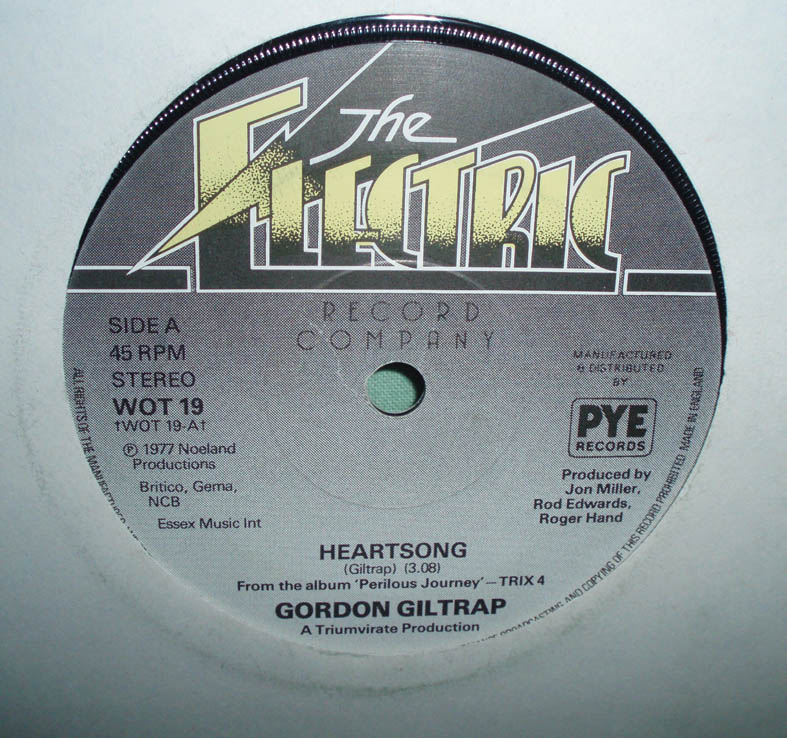 The
ELECTRIC
RECORD
COMPANY
SIDE A
45 RPM
STEREO
WOT 19
†WOT 19-A†
℗ 1977 Noeland
Productions
Britico, Gema,
NCB
Essex Music Int
MANUFACTURED
& DISTRIBUTED
BY
PYE
RECORDS
Produced by
Jon Miller,
Rod Edwards,
Roger Hand
HEARTSONG
(Giltrap) (3.08)
From the album 'Perilous Journey'—TRIX 4
GORDON GILTRAP
A Triumvirate Production
ALL RIGHTS OF THE MANUFACTURER
BROADCASTING AND COPYING OF THIS RECORD PROHIBITED. MADE IN ENGLAND